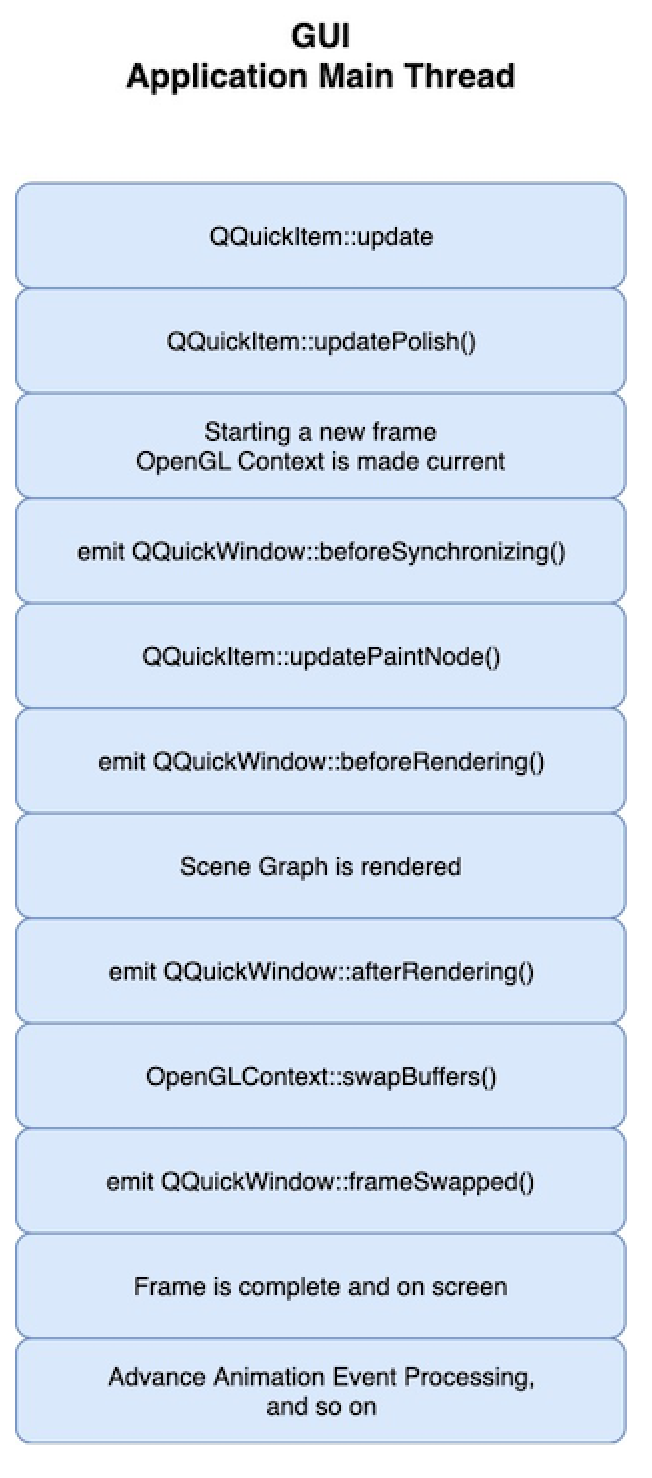 GUI
Application Main Thread
QQuickItem::update
QQuickItem::updatePolish()
Starting a new frame
OpenGL Context is made current
emit QQuickWindow::beforeSynchronizing()
QQuickItem::updatePaintNode()
emit QQuickWindow::beforeRendering()
Scene Graph is rendered
emit QQuickWindow::afterRendering()
OpenGLContext::swapBuffers()
emit QQuickWindow::frameSwapped()
Frame is complete and on screen
Advance Animation Event Processing,
and so on